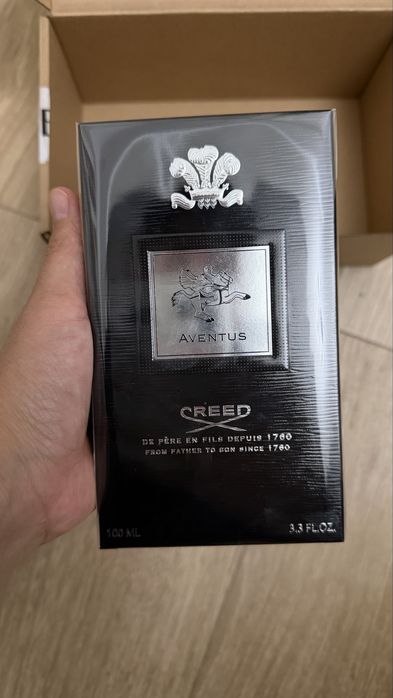 AVENTUS
CREED
DE PÈRE EN FILS DEPUIS 1760
FROM FATHER TO SON SINCE 1760
100 ML 3.3 FL.OZ.